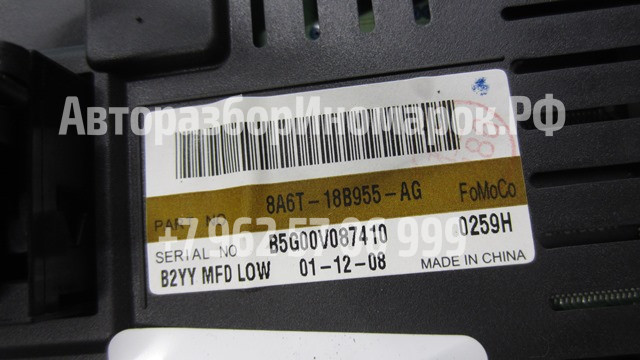 АвторазборИномарок.РФ
PART NO. 8A6T-18B955-AG FoMoCo
+7 962 57 99 999
SERIAL NO B5G00V087410 0259H
B2YY MFD LOW 01-12-08 MADE IN CHINA